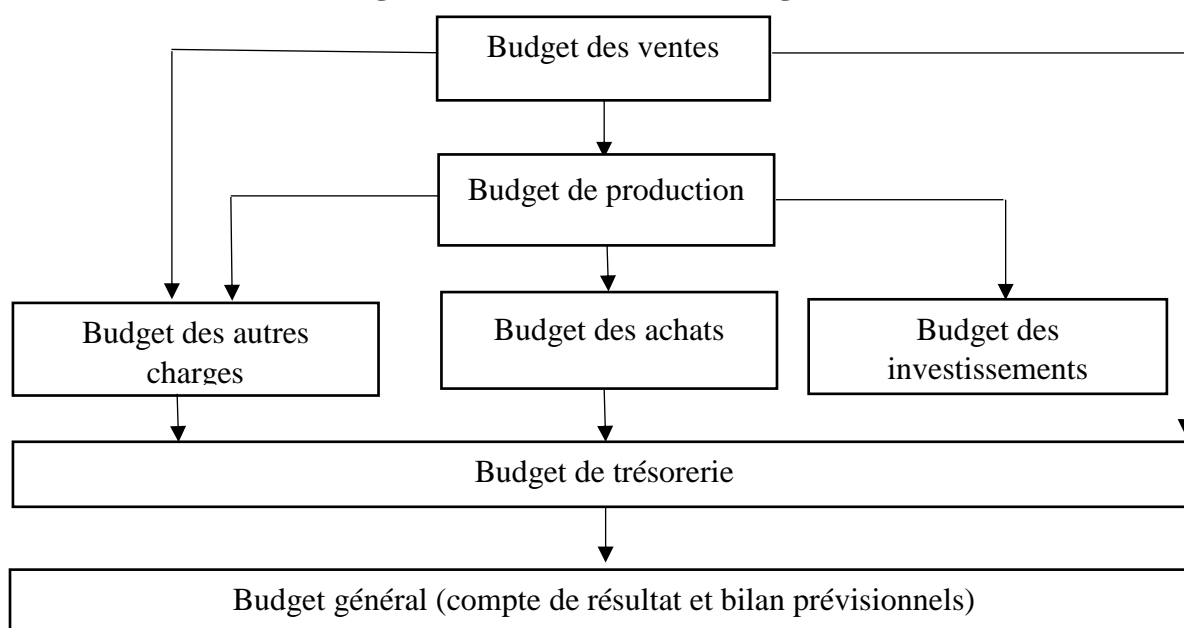 Budget des ventes
Budget de production
Budget des autres
charges
Budget des achats
Budget des
investissements
Budget de trésorerie
Budget général (compte de résultat et bilan prévisionnels)